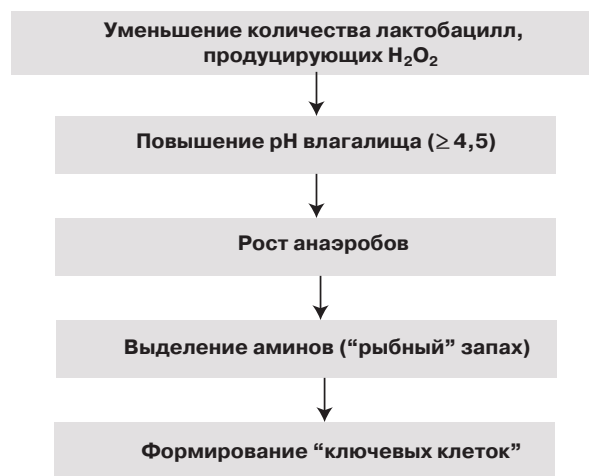 Уменьшение количества лактобацилл,
продуцирующих H₂O₂
Повышение pH влагалища (≥ 4,5)
Рост анаэробов
Выделение аминов (“рыбный” запах)
Формирование “ключевых клеток”